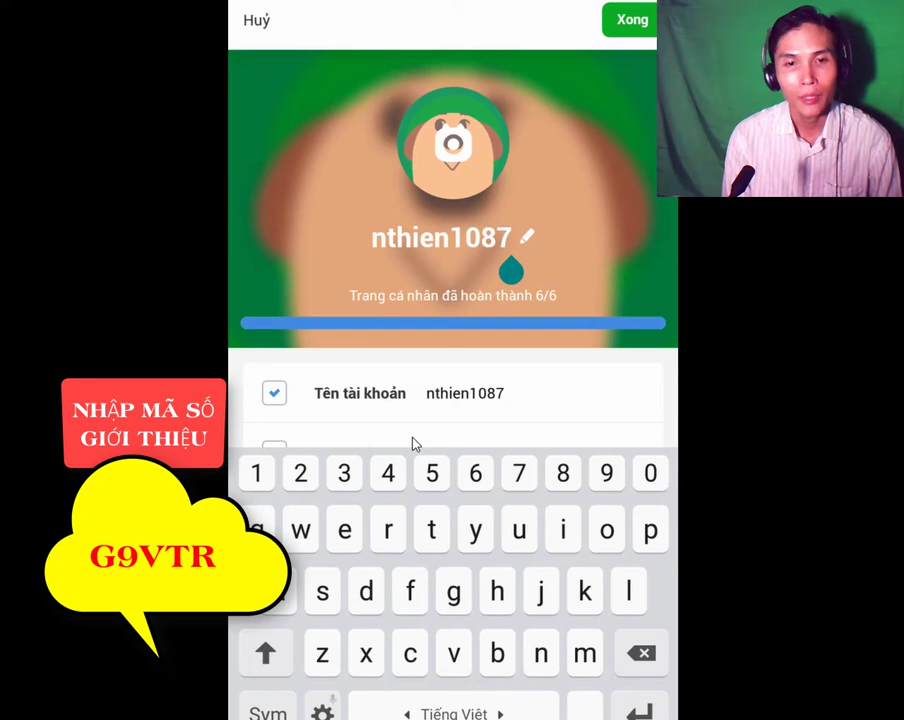 Huỷ
Xong
nthien1087
Trang cá nhân đã hoàn thành 6/6
Tên tài khoản nthien1087
NHẬP MÃ SỐ
GIỚI THIỆU
G9VTR
1 2 3 4 5 6 7 8 9 0
q w e r t y u i o p
s d f g h j k l
z x c v b n m
Sym Tiếng Việt